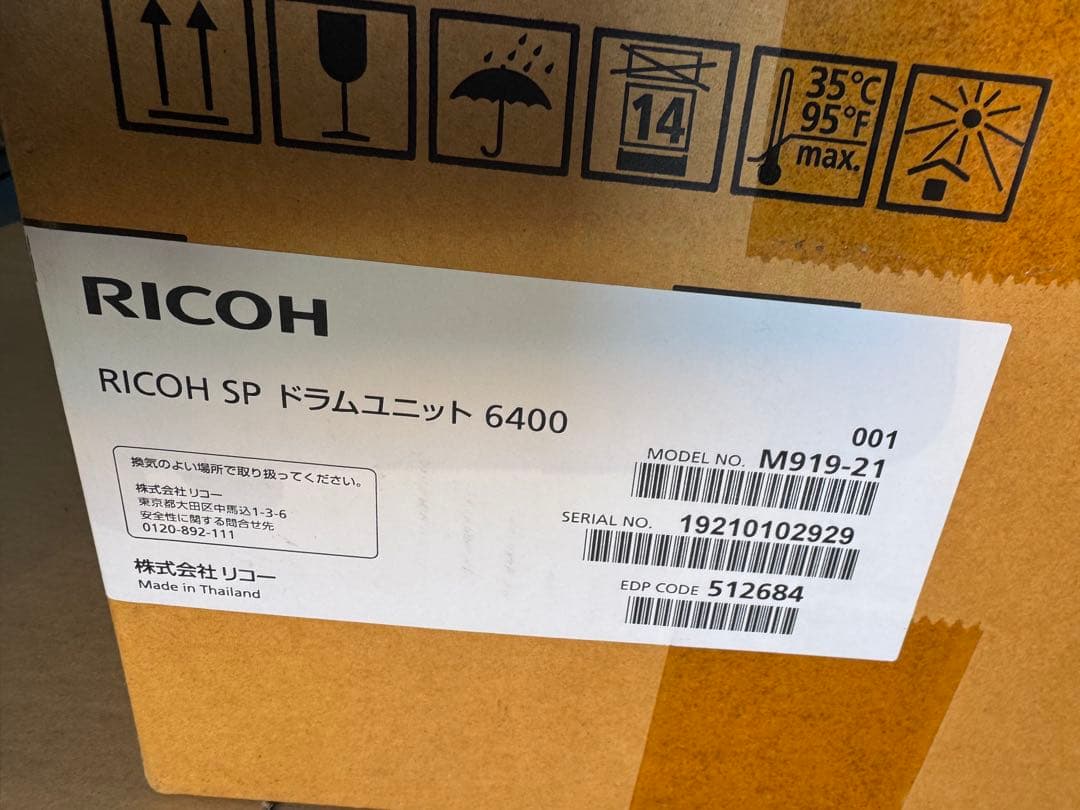 14
35℃
95°F
max.
RICOH
RICOH SP ドラムユニット 6400
001
MODEL NO. M919-21
換気のよい場所で取り扱ってください。
株式会社リコー
東京都大田区中馬込1-3-6
安全性に関する問合せ先
0120-892-111
SERIAL NO. 19210102929
EDP CODE 512684
株式会社リコー
Made in Thailand